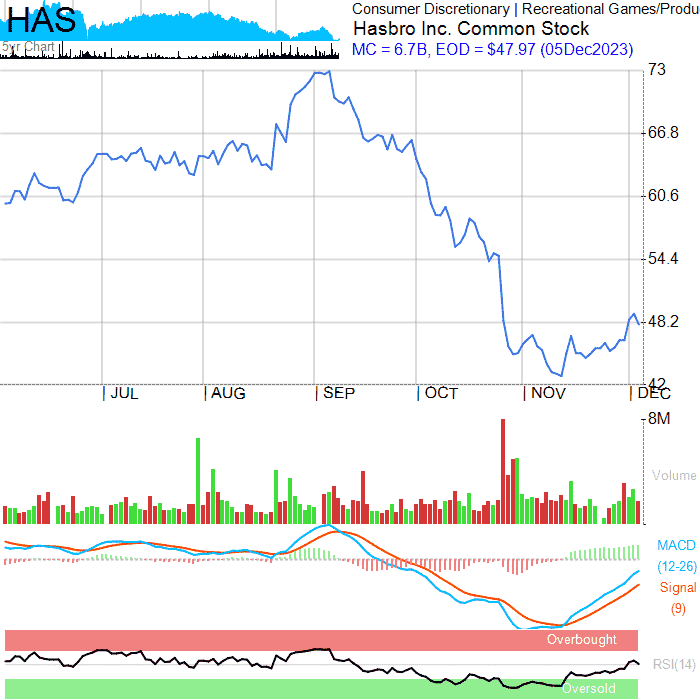 HAS
5yr Chart
Consumer Discretionary | Recreational Games/Produ
Hasbro Inc. Common Stock
MC = 6.7B, EOD = $47.97 (05Dec2023)
73
66.8
60.6
54.4
48.2
42
| JUL | AUG | SEP | OCT | NOV | DEC
8M
Volume
MACD
(12-26)
Signal
(9)
Overbought
RSI(14)
Oversold